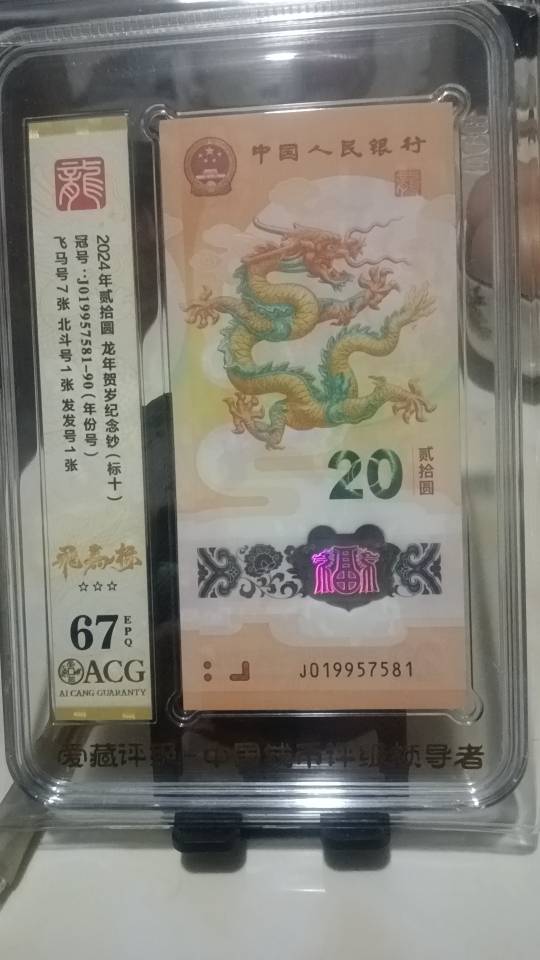 龍
2024年贰拾圆 龙年贺岁纪念钞（标十）
冠号：J019957581-90（年份号）
飞马号7张 北斗号1张 发发号1张
☆☆☆
67 EPQ
ACG
AI CANG GUARANTY
中国人民银行
20
贰拾圆
J019957581
爱藏评级-中国钱币评级领导者